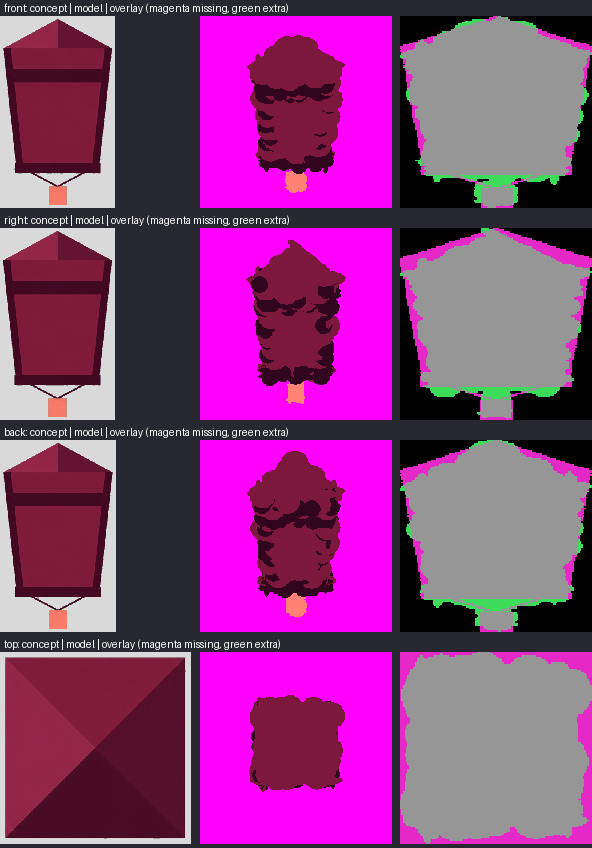 front: concept | model | overlay (magenta missing, green extra)
right: concept | model | overlay (magenta missing, green extra)
back: concept | model | overlay (magenta missing, green extra)
top: concept | model | overlay (magenta missing, green extra)